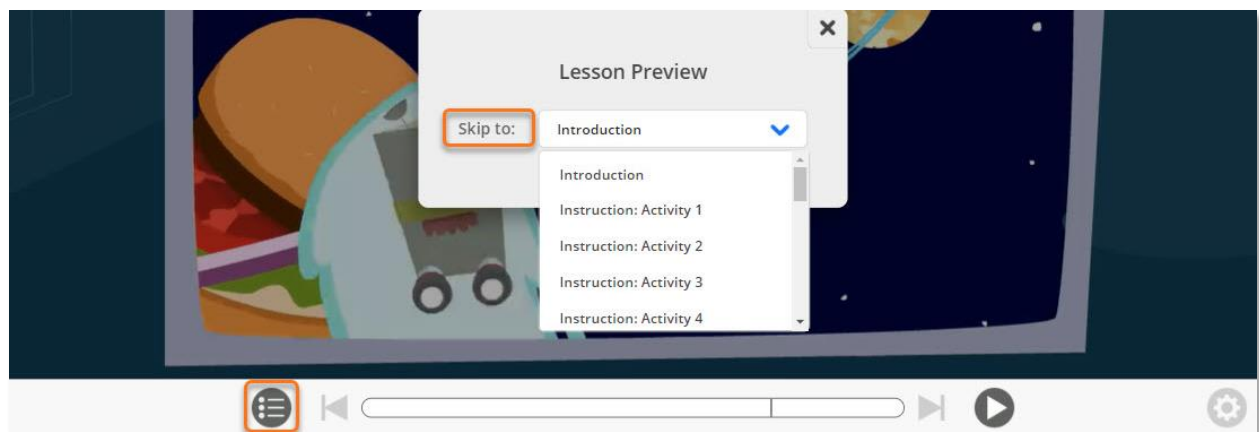 Lesson Preview
Skip to: Introduction
Introduction
Instruction: Activity 1
Instruction: Activity 2
Instruction: Activity 3
Instruction: Activity 4